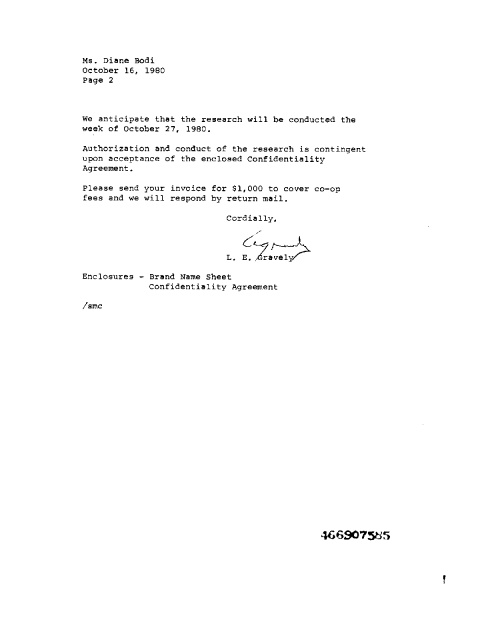 Ms. Diane Bodi
October 16, 1980
Page 2
We anticipate that the research will be conducted the
week of October 27, 1980.
Authorization and conduct of the research is contingent
upon acceptance of the enclosed Confidentiality
Agreement.
Please send your invoice for $1,000 to cover co-op
fees and we will respond by return mail.
Cordially,
L. E. Gravely
Enclosures - Brand Name Sheet
Confidentiality Agreement
/smc
466907585